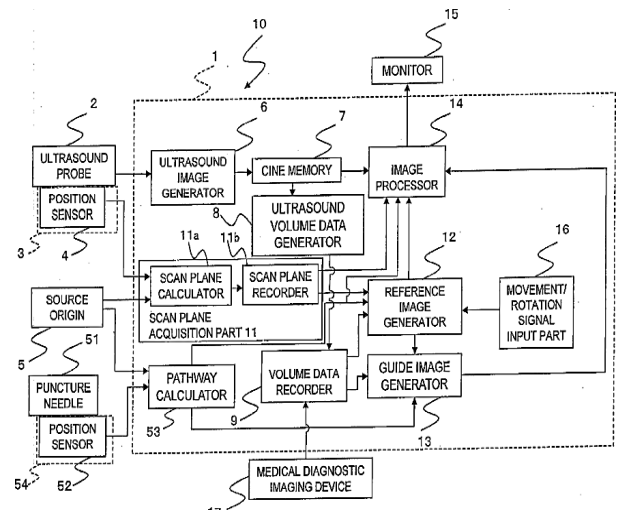 10
1
15
MONITOR
2
6
7
14
ULTRASOUND
PROBE
ULTRASOUND
IMAGE
GENERATOR
CINE MEMORY
IMAGE
PROCESSOR
POSITION
SENSOR
3
4
8
ULTRASOUND
VOLUME DATA
GENERATOR
11a
11b
12
16
SCAN PLANE
CALCULATOR
SCAN PLANE
RECORDER
SCAN PLANE
ACQUISITION PART 11
REFERENCE
IMAGE
GENERATOR
MOVEMENT/
ROTATION
SIGNAL
INPUT PART
SOURCE
ORIGIN
5
51
PUNCTURE
NEEDLE
PATHWAY
CALCULATOR
53
VOLUME DATA
RECORDER
9
GUIDE IMAGE
GENERATOR
13
POSITION
SENSOR
54
52
MEDICAL DIAGNOSTIC
IMAGING DEVICE